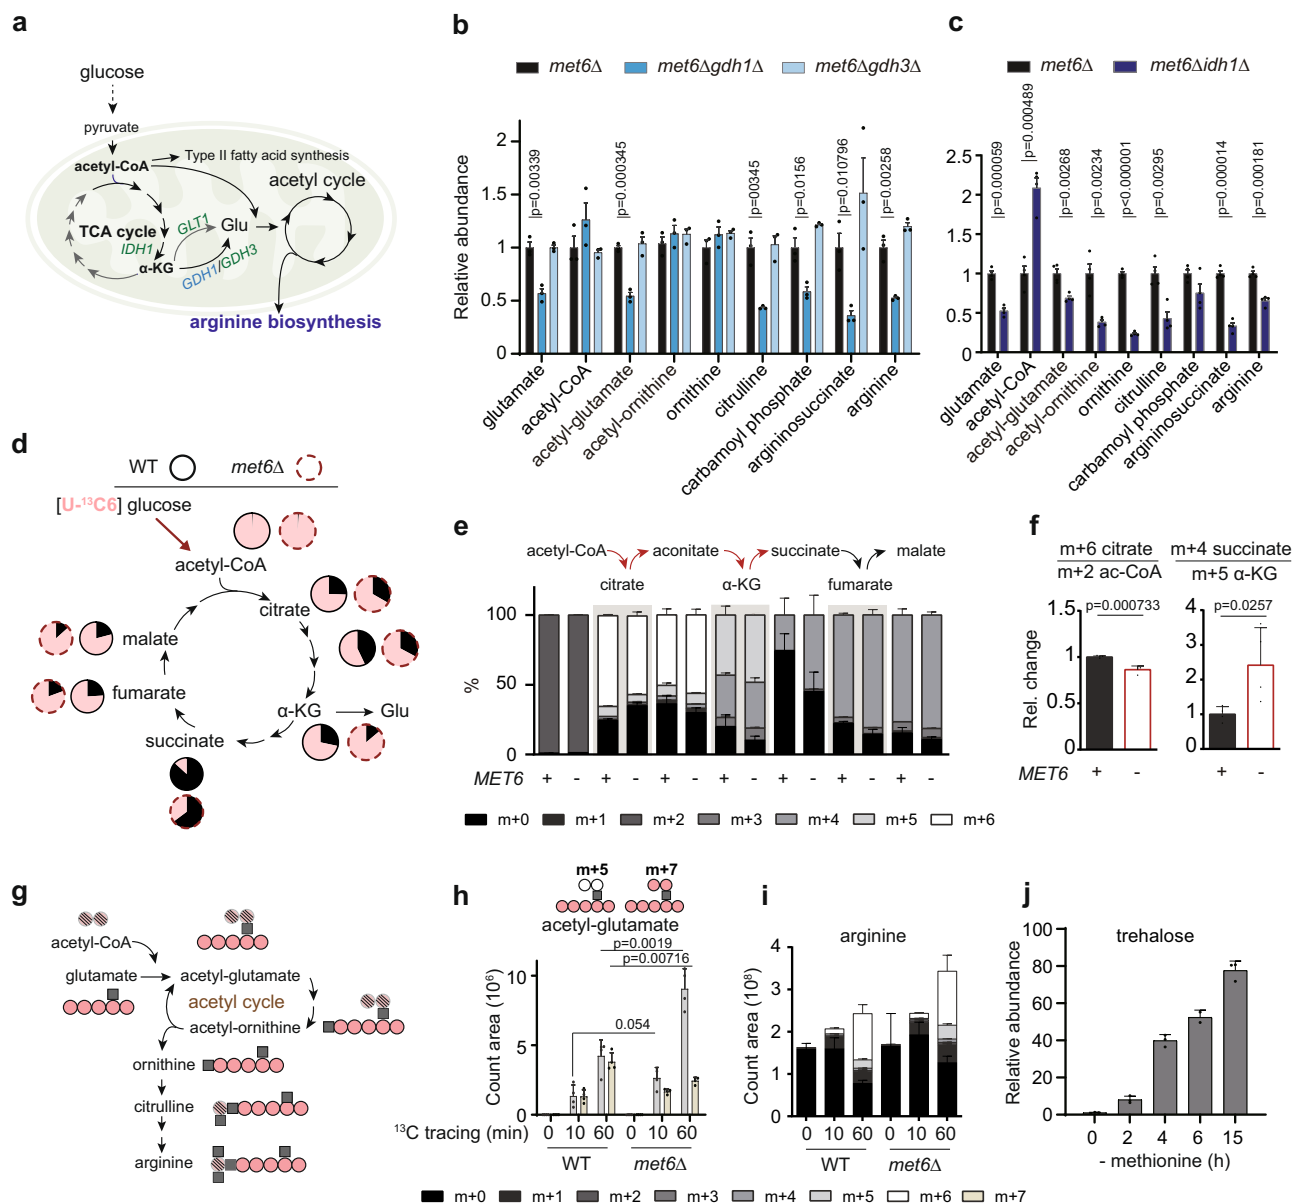 a
glucose
pyruvate
acetyl-CoA
Type II fatty acid synthesis
acetyl cycle
TCA cycle
IDH1
GLT1
Glu
α-KG
GDH1/GDH3
arginine biosynthesis
b
met6Δ met6Δgdh1Δ met6Δgdh3Δ
Relative abundance
2
1.5
1
0.5
0
p=0.00339
p=0.000345
p=00345
p=0.0156
p=0.010796
p=0.00258
glutamate
acetyl-CoA
acetyl-glutamate
acetyl-ornithine
ornithine
citrulline
carbamoyl phosphate
argininosuccinate
arginine
c
met6Δ met6Δidh1Δ
2.5
2
1.5
1
0.5
0
p=0.000059
p=0.000489
p=0.00268
p=0.00234
p<0.000001
p=0.00295
p=0.000014
p=0.000181
glutamate
acetyl-CoA
acetyl-glutamate
acetyl-ornithine
ornithine
citrulline
carbamoyl phosphate
argininosuccinate
arginine
d
WT met6Δ
[U-¹³C6] glucose
acetyl-CoA
citrate
malate
fumarate
α-KG Glu
succinate
e
acetyl-CoA aconitate succinate malate
citrate α-KG fumarate
100
50
0
%
MET6 + - + - + - + - + - + - + -
m+0 m+1 m+2 m+3 m+4 m+5 m+6
f
m+6 citrate
m+2 ac-CoA
m+4 succinate
m+5 α-KG
p=0.000733
p=0.0257
Rel. change
1.5
1
0.5
0
4
3
2
1
0
MET6 + - + -
g
acetyl-CoA
glutamate acetyl-glutamate
acetyl cycle
acetyl-ornithine
ornithine
citrulline
arginine
h
m+5 m+7
acetyl-glutamate
p=0.0019
p=0.00716
0.054
Count area (10⁶)
10
5
0
¹³C tracing (min) 0 10 60 0 10 60
WT met6Δ
i
arginine
Count area (10⁸)
4
3
2
1
0
0 10 60 0 10 60
WT met6Δ
m+0 m+1 m+2 m+3 m+4 m+5 m+6 m+7
j
trehalose
Relative abundance
100
80
60
40
20
0
0 2 4 6 15
- methionine (h)